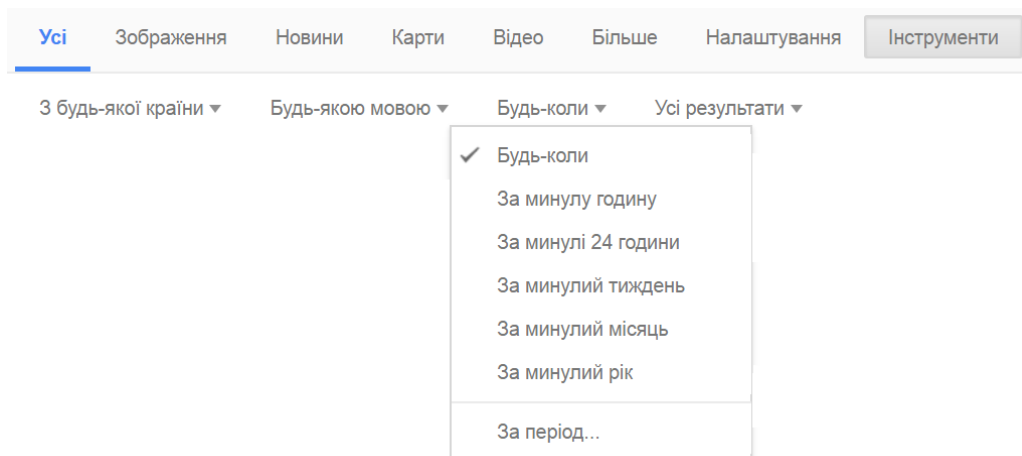 Усі Зображення Новини Карти Відео Більше Налаштування Інструменти
З будь-якої країни Будь-якою мовою Будь-коли Усі результати
Будь-коли
За минулу годину
За минулі 24 години
За минулий тиждень
За минулий місяць
За минулий рік
За період...